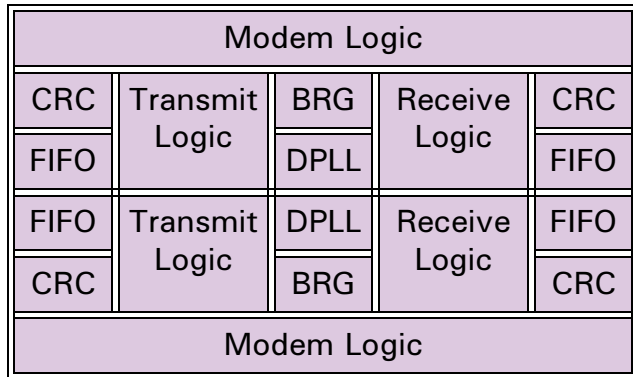 Modem Logic
CRC Transmit Logic BRG Receive Logic CRC
FIFO DPLL FIFO
FIFO Transmit Logic DPLL Receive Logic FIFO
CRC BRG CRC
Modem Logic